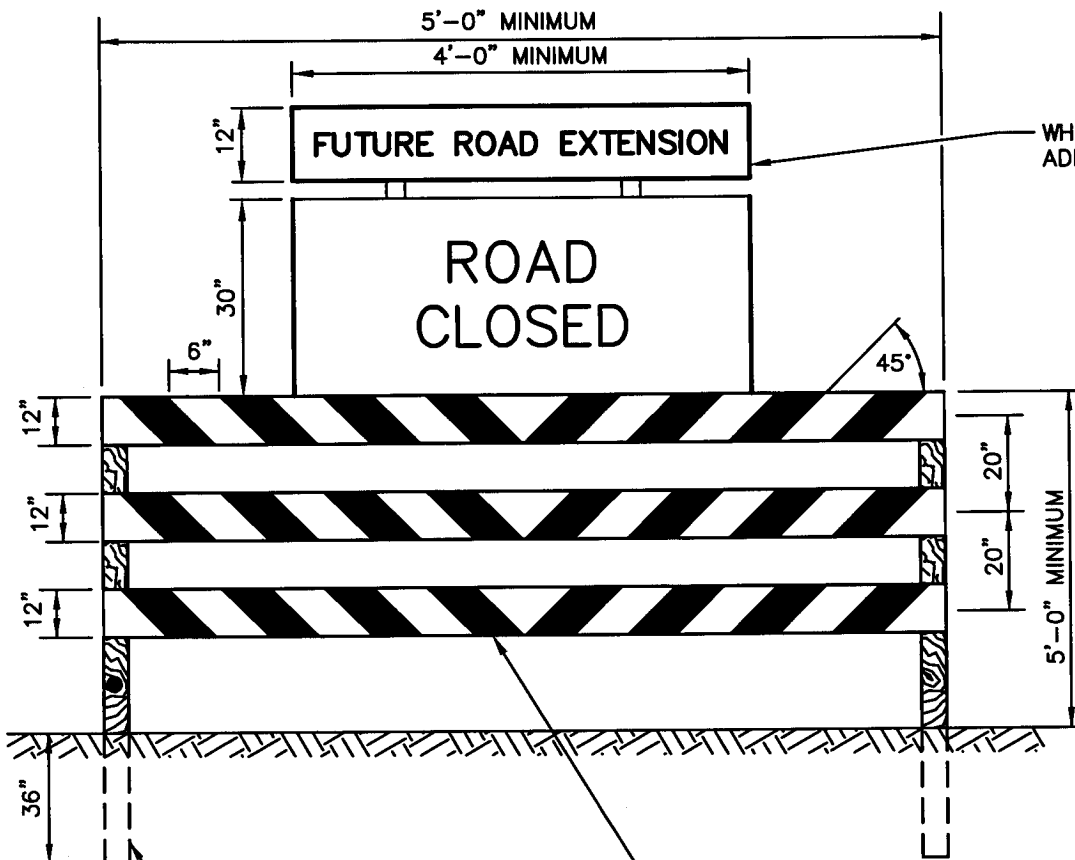 5'-0" MINIMUM
4'-0" MINIMUM
12"
FUTURE ROAD EXTENSION
30"
ROAD
CLOSED
6"
45°
12"
20"
12"
20"
12"
5'-0" MINIMUM
36"